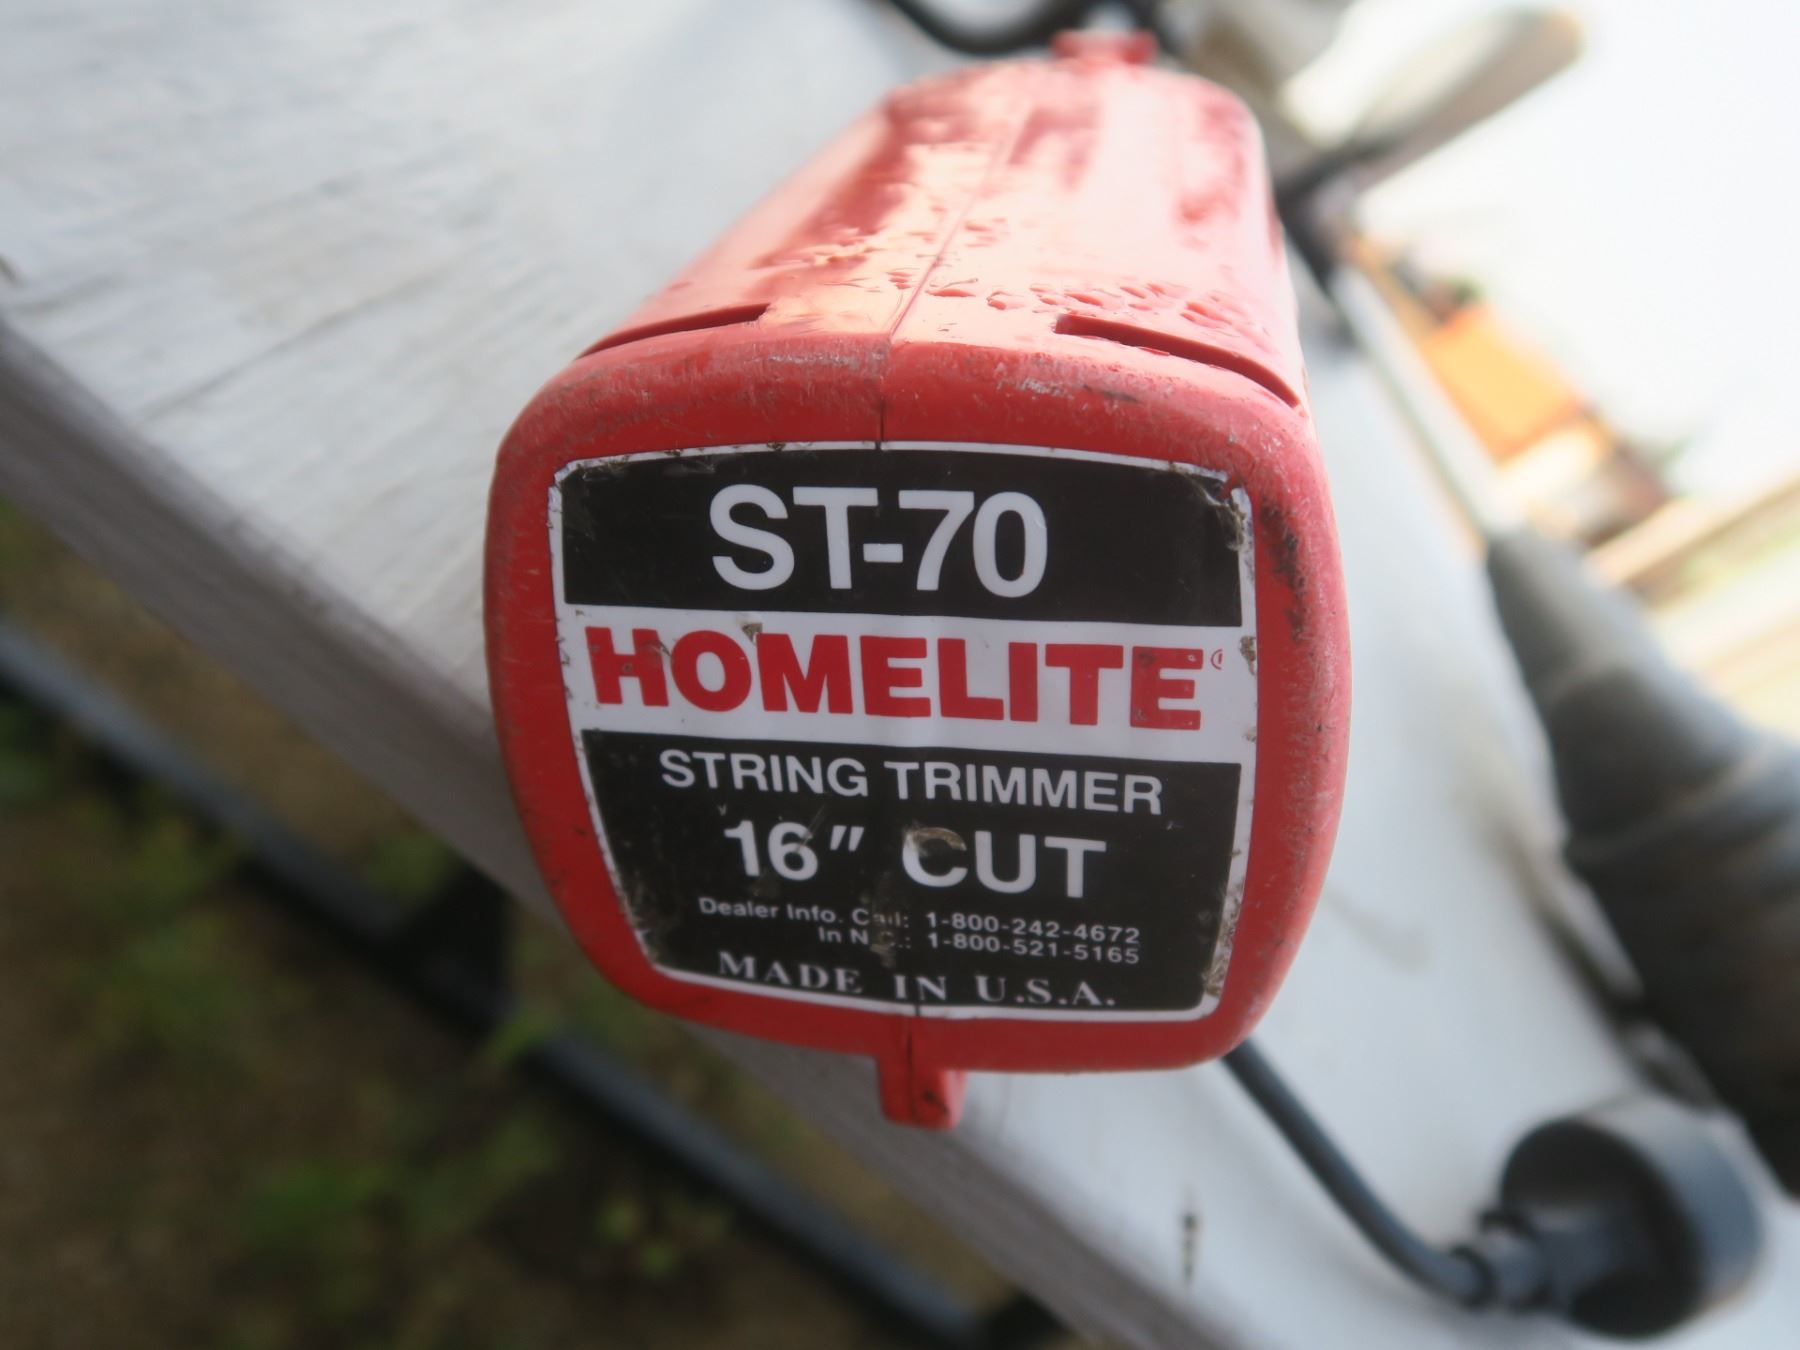 ST-70
HOMELITE
STRING TRIMMER
16" CUT
Dealer Info. Call: 1-800-242-4672
In N.C.: 1-800-521-5165
MADE IN U.S.A.